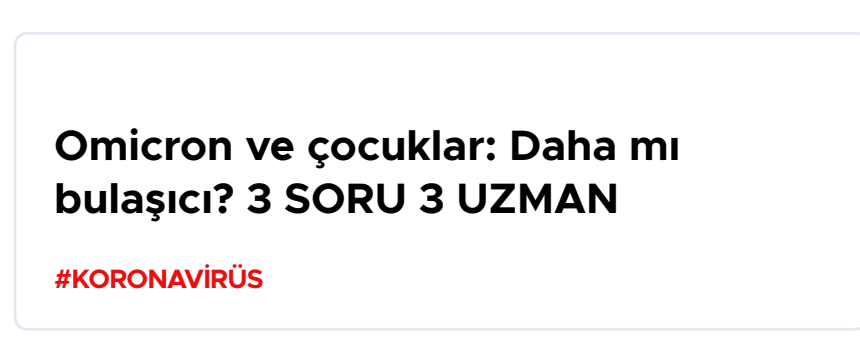 Omicron ve çocuklar: Daha mı
bulaşıcı? 3 SORU 3 UZMAN
#KORONAVİRÜS